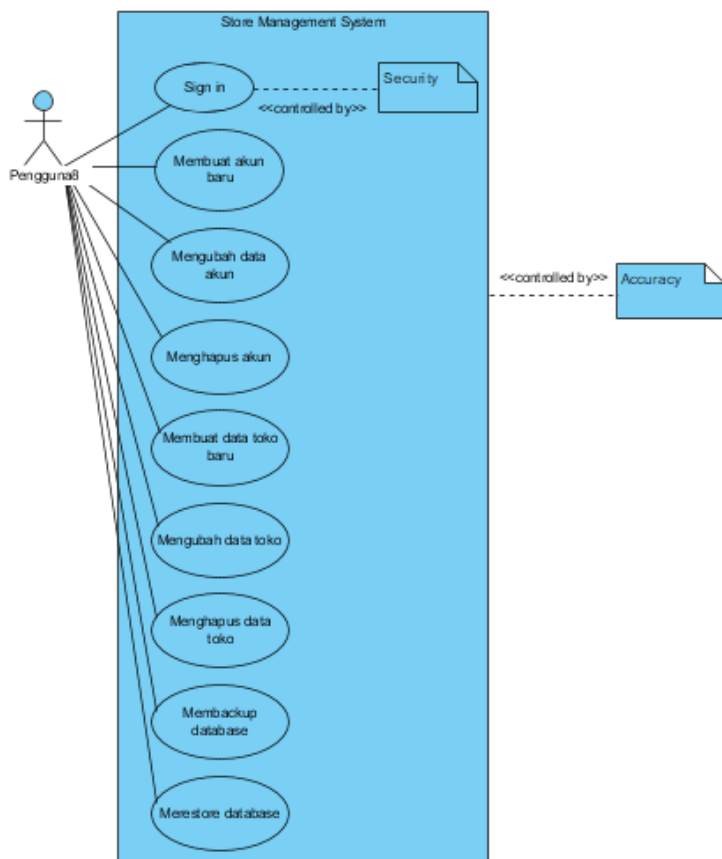 Store Management System
Sign in
Security
<<controlled by>>
Pengguna8
Membuat akun
baru
Mengubah data
akun
<<controlled by>>
Accuracy
Menghapus akun
Membuat data toko
baru
Mengubah data toko
Menghapus data
toko
Membackup
database
Merestore database